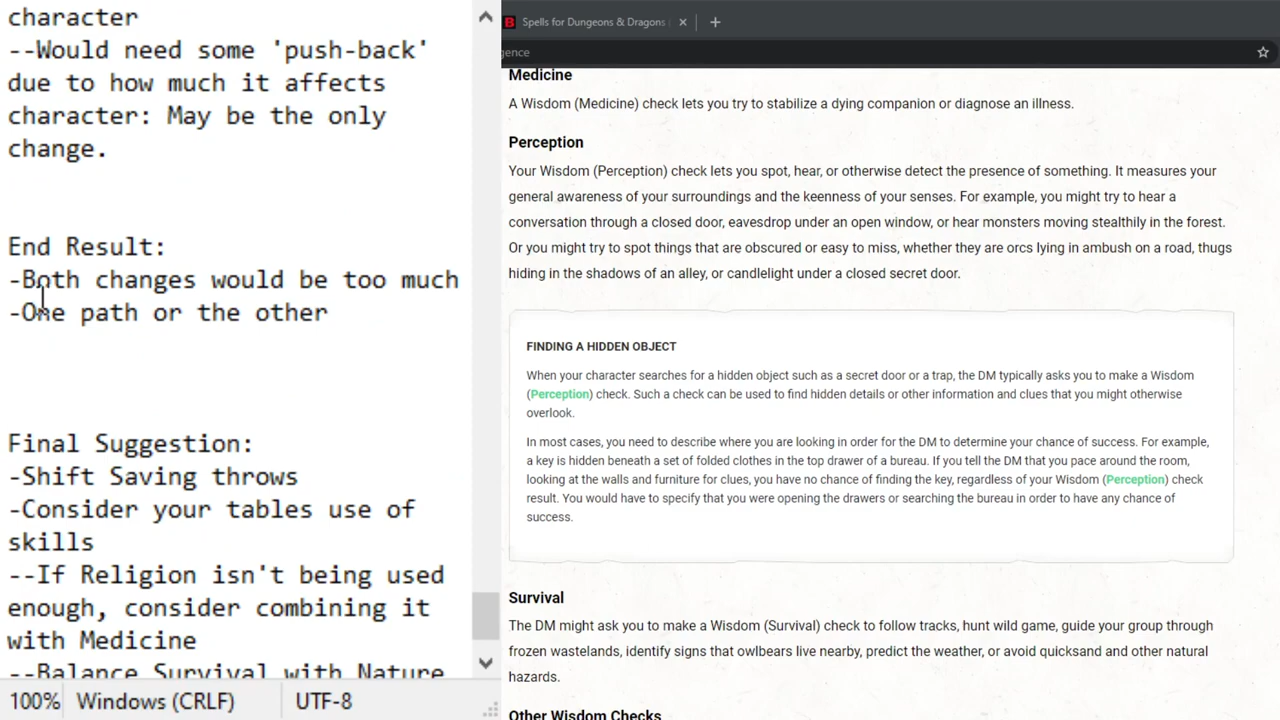 character
--Would need some 'push-back'
due to how much it affects
character: May be the only
change.
End Result:
-Both changes would be too much
-One path or the other
Final Suggestion:
-Shift Saving throws
-Consider your tables use of
skills
--If Religion isn't being used
enough, consider combining it
with Medicine
--Balance Survival with Nature
100%
Windows (CRLF)
UTF-8
B
Spells for Dungeons & Dragons
gence
Medicine
A Wisdom (Medicine) check lets you try to stabilize a dying companion or diagnose an illness.
Perception
Your Wisdom (Perception) check lets you spot, hear, or otherwise detect the presence of something. It measures your
general awareness of your surroundings and the keenness of your senses. For example, you might try to hear a
conversation through a closed door, eavesdrop under an open window, or hear monsters moving stealthily in the forest.
Or you might try to spot things that are obscured or easy to miss, whether they are orcs lying in ambush on a road, thugs
hiding in the shadows of an alley, or candlelight under a closed secret door.
FINDING A HIDDEN OBJECT
When your character searches for a hidden object such as a secret door or a trap, the DM typically asks you to make a Wisdom
(Perception) check. Such a check can be used to find hidden details or other information and clues that you might otherwise
overlook.
In most cases, you need to describe where you are looking in order for the DM to determine your chance of success. For example,
a key is hidden beneath a set of folded clothes in the top drawer of a bureau. If you tell the DM that you pace around the room,
looking at the walls and furniture for clues, you have no chance of finding the key, regardless of your Wisdom (Perception) check
result. You would have to specify that you were opening the drawers or searching the bureau in order to have any chance of
success.
Survival
The DM might ask you to make a Wisdom (Survival) check to follow tracks, hunt wild game, guide your group through
frozen wastelands, identify signs that owlbears live nearby, predict the weather, or avoid quicksand and other natural
hazards.
Other Wisdom Checks